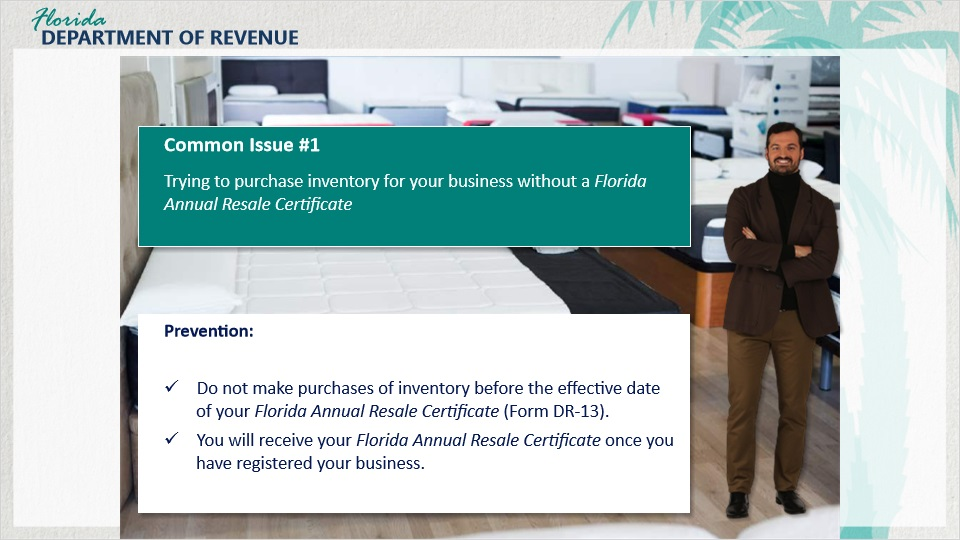 Florida
DEPARTMENT OF REVENUE
Common Issue #1
Trying to purchase inventory for your business without a Florida
Annual Resale Certificate
Prevention:
✓ Do not make purchases of inventory before the effective date
of your Florida Annual Resale Certificate (Form DR-13).
✓ You will receive your Florida Annual Resale Certificate once you
have registered your business.